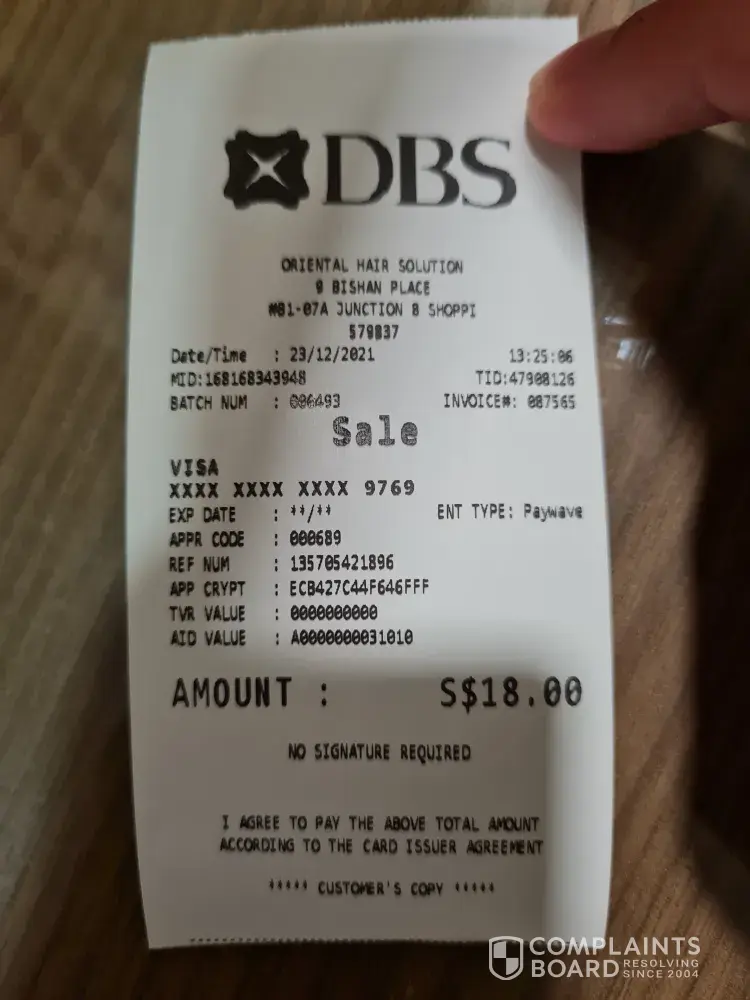 DBS
ORIENTAL HAIR SOLUTION
9 BISHAN PLACE
#B1-07A JUNCTION 8 SHOPPI
579837
Date/Time : 23/12/2021 13:25:06
MID:168168343948 TID:47908126
BATCH NUM : 006493 INVOICE#: 087565
Sale
VISA
XXXX XXXX XXXX 9769
EXP DATE : **/** ENT TYPE: Paywave
APPR CODE : 000689
REF NUM : 135705421896
APP CRYPT : ECB427C44F646FFF
TVR VALUE : 0000000000
AID VALUE : A0000000031010
AMOUNT : S$18.00
NO SIGNATURE REQUIRED
I AGREE TO PAY THE ABOVE TOTAL AMOUNT
ACCORDING TO THE CARD ISSUER AGREEMENT
***** CUSTOMER'S COPY *****
COMPLAINTS
BOARD RESOLVING
SINCE 2004